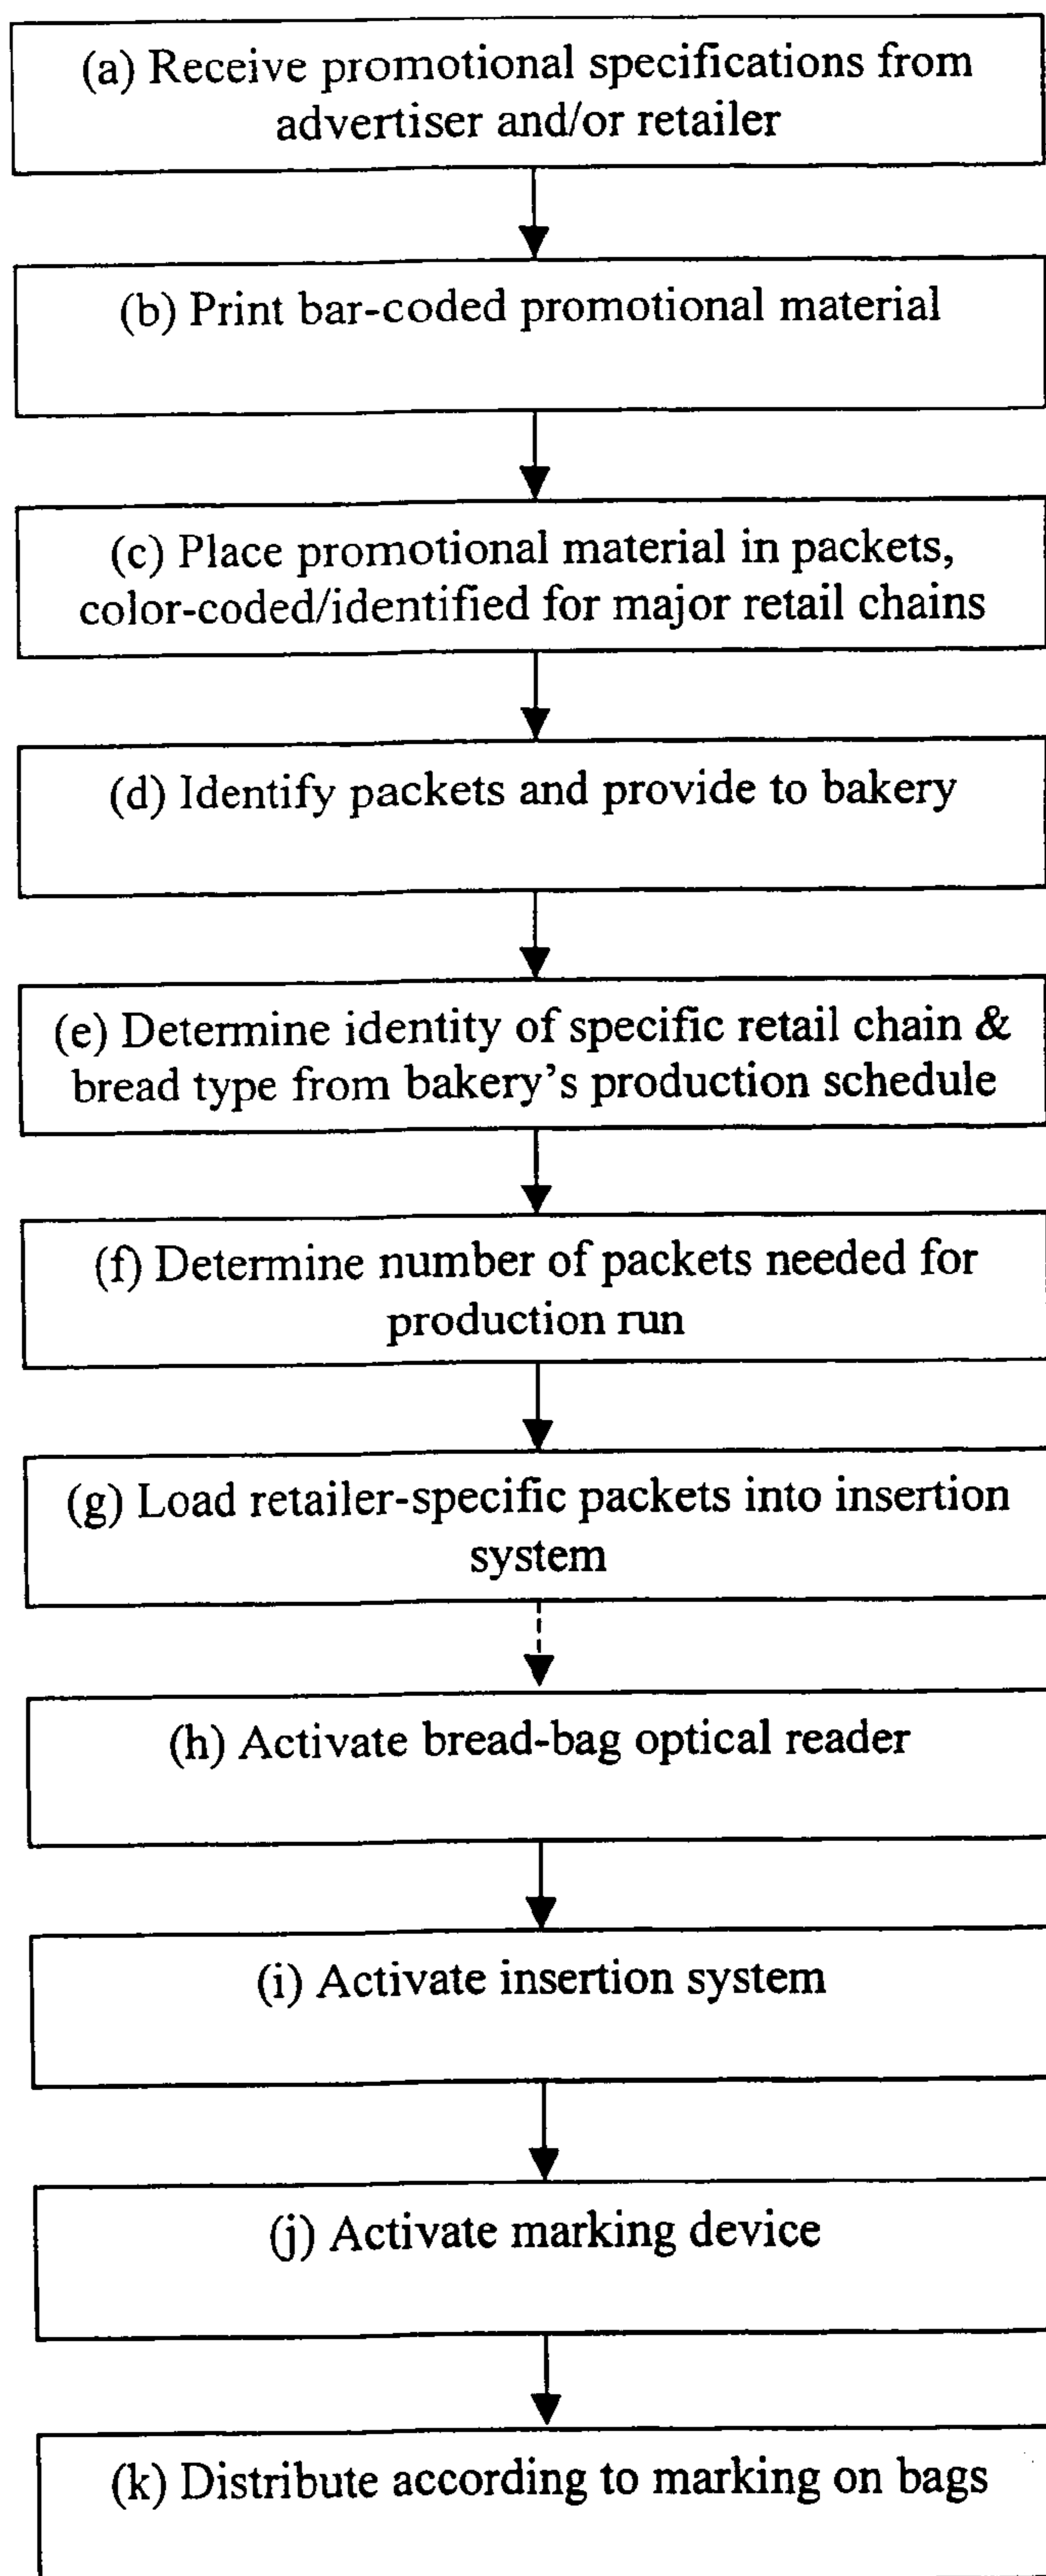 (a) Receive promotional specifications from
advertiser and/or retailer
(b) Print bar-coded promotional material
(c) Place promotional material in packets,
color-coded/identified for major retail chains
(d) Identify packets and provide to bakery
(e) Determine identity of specific retail chain &
bread type from bakery's production schedule
(f) Determine number of packets needed for
production run
(g) Load retailer-specific packets into insertion
system
(h) Activate bread-bag optical reader
(i) Activate insertion system
(j) Activate marking device
(k) Distribute according to marking on bags